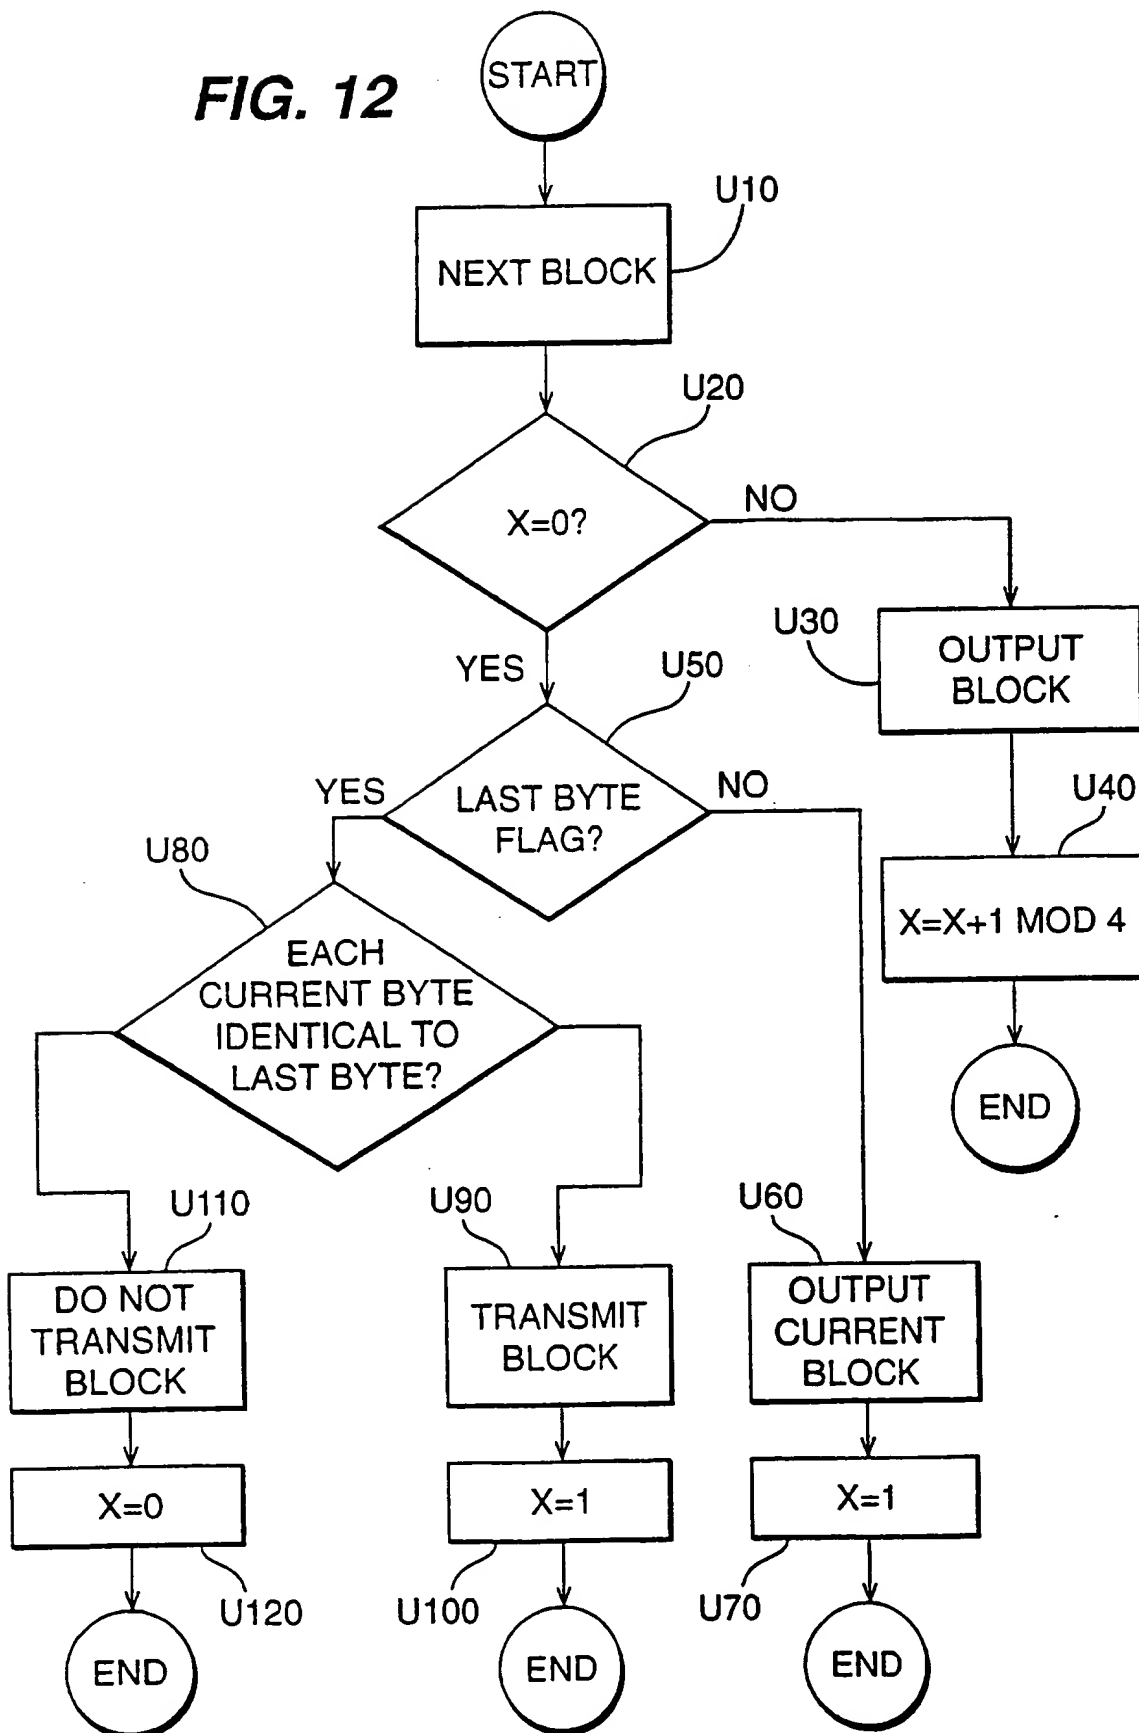 FIG. 12
START
U10
NEXT BLOCK
U20
X=0?
NO
YES
U30
OUTPUT
BLOCK
U50
LAST BYTE
FLAG?
YES
NO
U40
X=X+1 MOD 4
END
U80
EACH
CURRENT BYTE
IDENTICAL TO
LAST BYTE?
U110
DO NOT
TRANSMIT
BLOCK
U90
TRANSMIT
BLOCK
U60
OUTPUT
CURRENT
BLOCK
X=0
U120
X=1
U100
X=1
U70
END
END
END